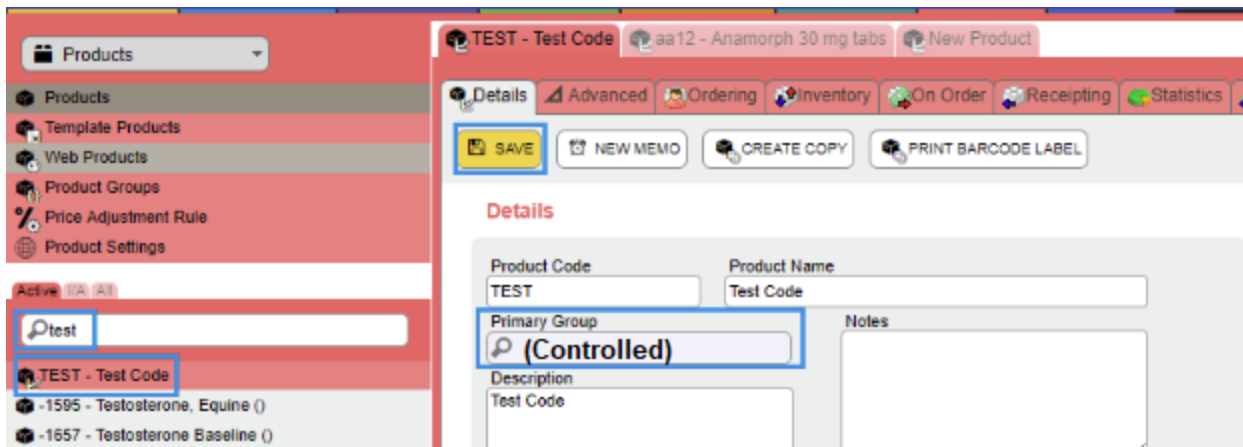 Products
Products
Template Products
Web Products
Product Groups
Price Adjustment Rule
Product Settings
Active I/A All
test
TEST - Test Code
-1595 - Testosterone, Equine ()
-1657 - Testosterone Baseline ()
TEST - Test Code aa12 - Anamorph 30 mg tabs New Product
Details Advanced Ordering Inventory On Order Receipting Statistics
SAVE NEW MEMO CREATE COPY PRINT BARCODE LABEL
Details
Product Code Product Name
TEST Test Code
Primary Group Notes
(Controlled)
Description
Test Code